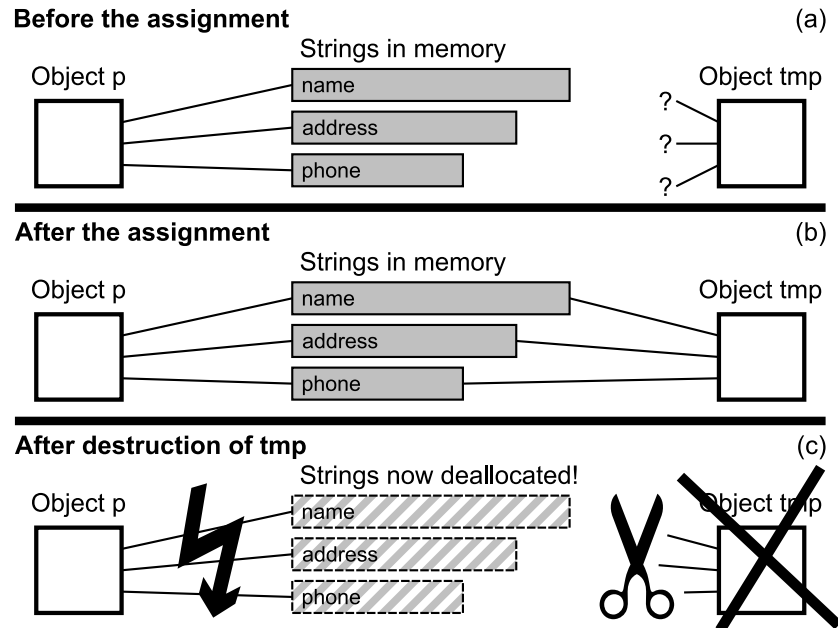 Before the assignment (a)
Strings in memory
Object p Object tmp
name
?
address
?
phone
?
After the assignment (b)
Strings in memory
Object p Object tmp
name
address
phone
After destruction of tmp (c)
Strings now deallocated!
Object p Object tmp
name
address
phone